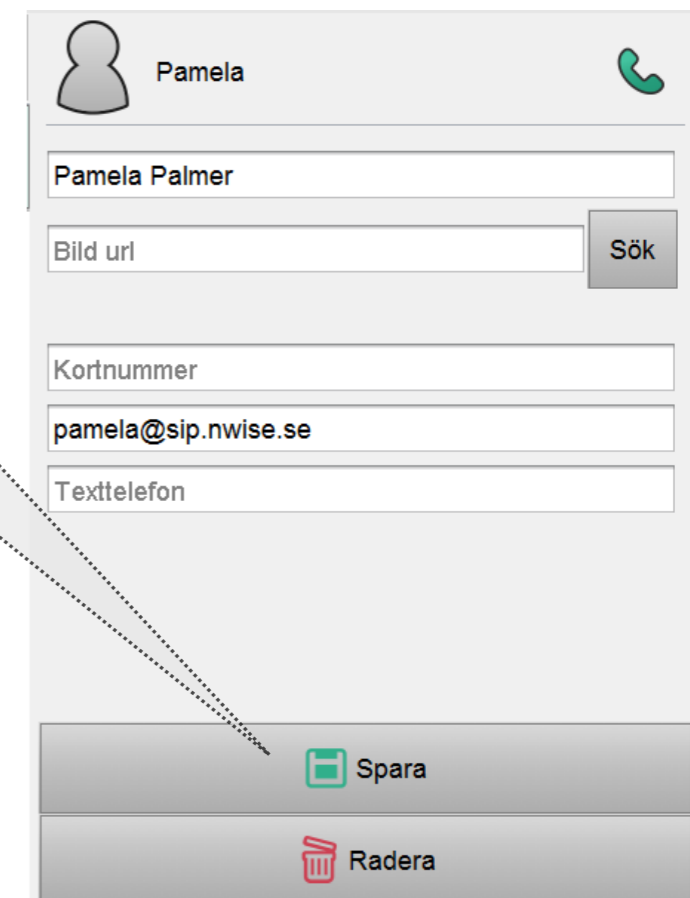 Pamela
Pamela Palmer
Bild url
Sök
Kortnummer
pamela@sip.nwise.se
Texttelefon
Spara
Radera